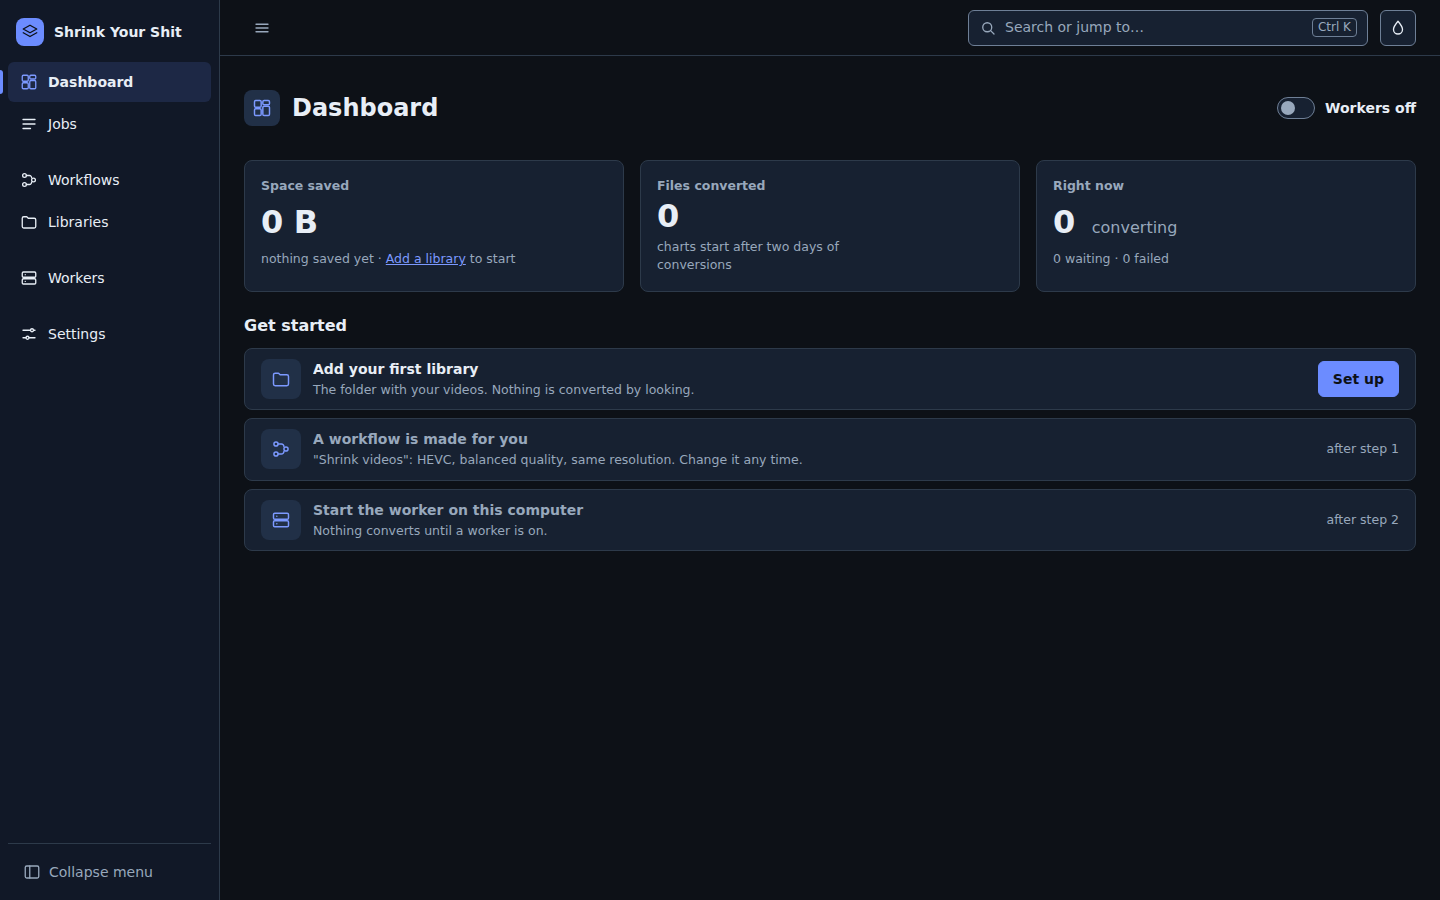 Shrink Your Shit
Search or jump to...
Ctrl K
Dashboard
Jobs
Workflows
Libraries
Workers
Settings
Collapse menu
Dashboard
Workers off
Space saved
0 B
nothing saved yet · Add a library to start
Files converted
0
charts start after two days of
conversions
Right now
0 converting
0 waiting · 0 failed
Get started
Add your first library
The folder with your videos. Nothing is converted by looking.
Set up
A workflow is made for you
"Shrink videos": HEVC, balanced quality, same resolution. Change it any time.
after step 1
Start the worker on this computer
Nothing converts until a worker is on.
after step 2